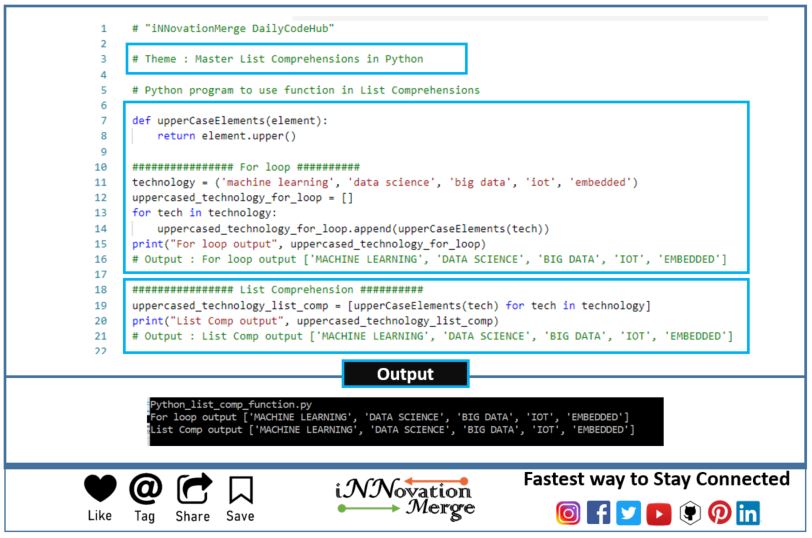 1 # "iNNovationMerge DailyCodeHub"
2
3 # Theme : Master List Comprehensions in Python
4
5 # Python program to use function in List Comprehensions
6
7 def upperCaseElements(element):
8     return element.upper()
9
10 ################ For loop ##########
11 technology = ('machine learning', 'data science', 'big data', 'iot', 'embedded')
12 uppercased_technology_for_loop = []
13 for tech in technology:
14     uppercased_technology_for_loop.append(upperCaseElements(tech))
15 print("For loop output", uppercased_technology_for_loop)
16 # Output : For loop output ['MACHINE LEARNING', 'DATA SCIENCE', 'BIG DATA', 'IOT', 'EMBEDDED']
17
18 ################ List Comprehension ##########
19 uppercased_technology_list_comp = [upperCaseElements(tech) for tech in technology]
20 print("List Comp output", uppercased_technology_list_comp)
21 # Output : List Comp output ['MACHINE LEARNING', 'DATA SCIENCE', 'BIG DATA', 'IOT', 'EMBEDDED']
22
Output
Python_list_comp_function.py
For loop output ['MACHINE LEARNING', 'DATA SCIENCE', 'BIG DATA', 'IOT', 'EMBEDDED']
List Comp output ['MACHINE LEARNING', 'DATA SCIENCE', 'BIG DATA', 'IOT', 'EMBEDDED']
Like Tag Share Save
iNNovation
Merge
Fastest way to Stay Connected